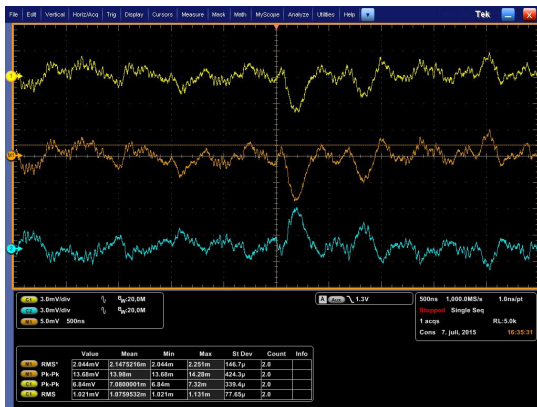 File Edit Vertical Horiz/Acq Trig Display Cursors Measure Mask Math MyScope Analyze Utilities Help Tek X
1
M1
2
C1 3.0mV/div BW:20,0M A Aux 1.3V 500ns 1,000.0MS/s 1.0ns/pt
C2 3.0mV/div BW:20,0M Stopped Single Seq
M1 5.0mV 500ns 1 acqs RL:5.0k
Cons 7. juli, 2015 16:35:31
Value Mean Min Max St Dev Count Info
M1 RMS* 2.044mV 2.1475216m 2.044m 2.251m 146.7µ 2.0
M1 Pk-Pk 13.68mV 13.98m 13.68m 14.28m 424.3µ 2.0
C1 Pk-Pk 6.84mV 7.0800001m 6.84m 7.32m 339.4µ 2.0
C1 RMS 1.021mV 1.0759532m 1.021m 1.131m 77.65µ 2.0